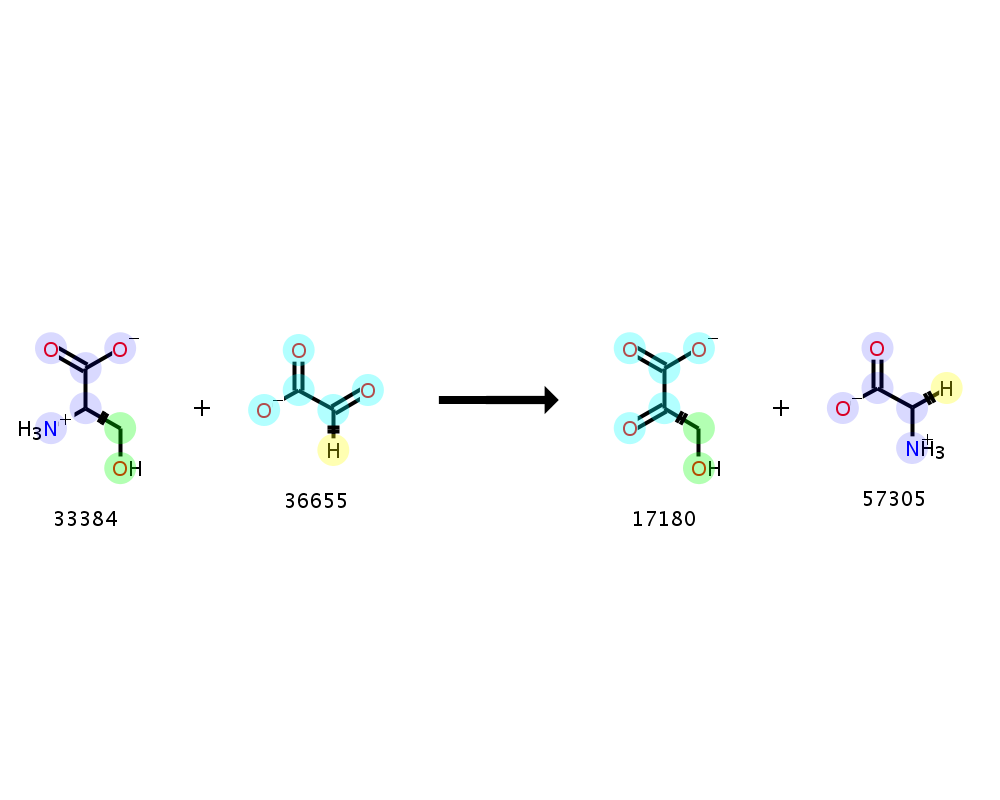 O O⁻ H₃N⁺ OH
33384
+
O O⁻ O H
36655
+
O O⁻ O OH
17180
O O⁻ H NH₃⁺
57305